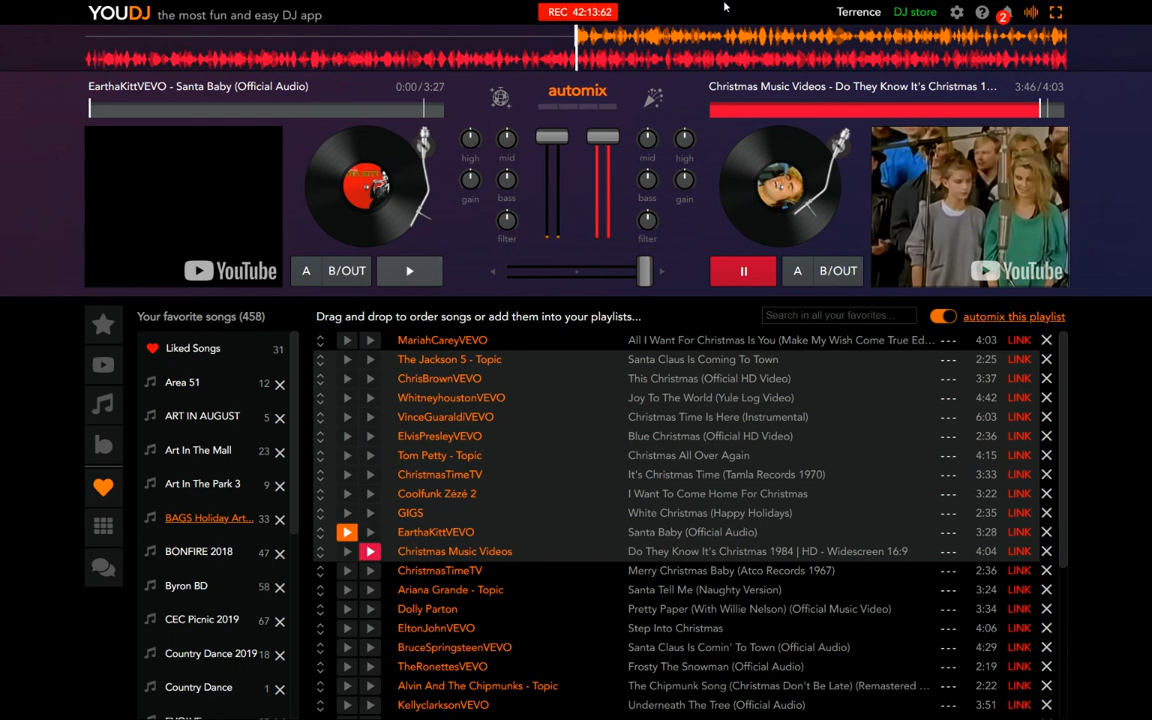 YOUDJ the most fun and easy DJ app
REC 42:13:62
Terrence
DJ store
2
EarthaKittVEVO - Santa Baby (Official Audio) 0:00 / 3:27
automix
Christmas Music Videos - Do They Know It's Christmas 1... 3:46/4:03
high mid mid high
gain bass bass gain
filter filter
YouTube
A B/OUT
A B/OUT
YouTube
Your favorite songs (458)
Drag and drop to order songs or add them into your playlists...
Search in all your favorites...
automix this playlist
Liked Songs 31
Area 51 12
ART IN AUGUST 5
Art In The Mall 23
Art In The Park 3 9
BAGS Holiday Art... 33
BONFIRE 2018 47
Byron BD 58
CEC Picnic 2019 67
Country Dance 2019 18
Country Dance 1
MariahCareyVEVO All I Want For Christmas Is You (Make My Wish Come True Ed... --- 4:03 LINK
The Jackson 5 - Topic Santa Claus Is Coming To Town --- 2:25 LINK
ChrisBrownVEVO This Christmas (Official HD Video) --- 3:37 LINK
WhitneyhoustonVEVO Joy To The World (Yule Log Video) --- 4:42 LINK
VinceGuaraldiVEVO Christmas Time Is Here (Instrumental) --- 6:03 LINK
ElvisPresleyVEVO Blue Christmas (Official HD Video) --- 2:36 LINK
Tom Petty - Topic Christmas All Over Again --- 4:15 LINK
ChristmasTimeTV It's Christmas Time (Tamla Records 1970) --- 3:33 LINK
Coolfunk Zézé 2 I Want To Come Home For Christmas --- 3:22 LINK
GIGS White Christmas (Happy Holidays) --- 2:35 LINK
EarthaKittVEVO Santa Baby (Official Audio) --- 3:28 LINK
Christmas Music Videos Do They Know It's Christmas 1984 | HD - Widescreen 16:9 --- 4:04 LINK
ChristmasTimeTV Merry Christmas Baby (Atco Records 1967) --- 2:36 LINK
Ariana Grande - Topic Santa Tell Me (Naughty Version) --- 3:24 LINK
Dolly Parton Pretty Paper (With Willie Nelson) (Official Music Video) --- 3:34 LINK
EltonJohnVEVO Step Into Christmas --- 4:06 LINK
BruceSpringsteenVEVO Santa Claus Is Comin' To Town (Official Audio) --- 4:29 LINK
TheRonettesVEVO Frosty The Snowman (Official Audio) --- 2:19 LINK
Alvin And The Chipmunks - Topic The Chipmunk Song (Christmas Don't Be Late) (Remastered ... --- 2:22 LINK
KellyclarksonVEVO Underneath The Tree (Official Audio) --- 3:51 LINK